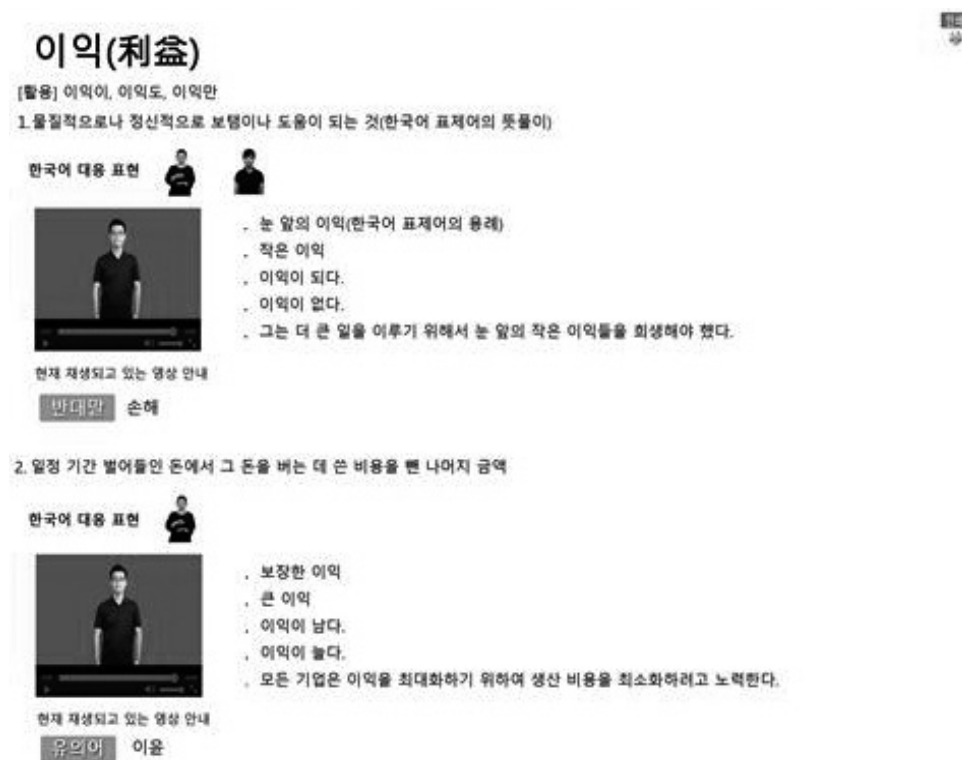 이익(利益)
[활용] 이익이, 이익도, 이익만
1.물질적으로나 정신적으로 보탬이나 도움이 되는 것(한국어 표제어의 뜻풀이)
한국어 대응 표현
. 눈 앞의 이익(한국어 표제어의 용례)
. 작은 이익
. 이익이 되다.
. 이익이 없다.
. 그는 더 큰 일을 이루기 위해서 눈 앞의 작은 이익들을 희생해야 했다.
현재 재생되고 있는 영상 안내
반대말 손해
2. 일정 기간 벌어들인 돈에서 그 돈을 버는 데 쓴 비용을 뺀 나머지 금액
한국어 대응 표현
. 보장한 이익
. 큰 이익
. 이익이 남다.
. 이익이 늘다.
. 모든 기업은 이익을 최대화하기 위하여 생산 비용을 최소화하려고 노력한다.
현재 재생되고 있는 영상 안내
유의어 이윤